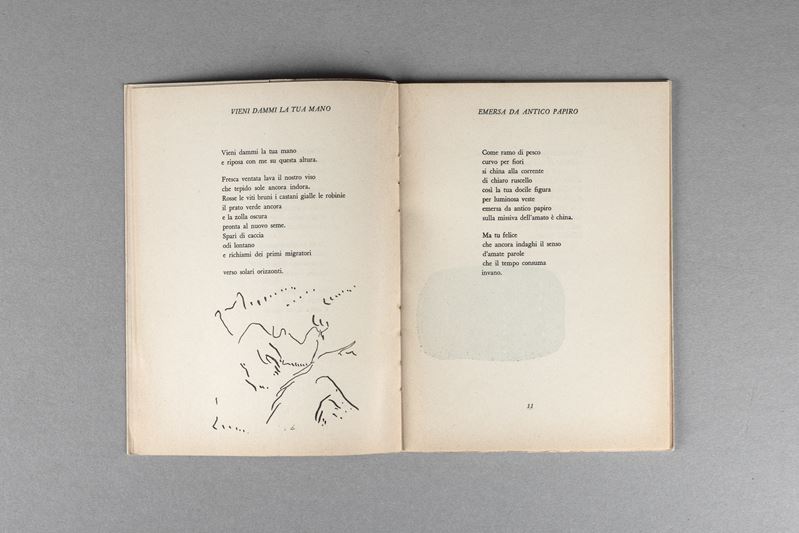 VIENI DAMMI LA TUA MANO
Vieni dammi la tua mano
e riposa con me su questa altura.
Fresca ventata lava il nostro viso
che tepido sole ancora indora.
Rosse le viti bruni i castani gialle le robinie
il prato verde ancora
e la zolla oscura
pronta al nuovo seme.
Spari di caccia
odi lontano
e richiami dei primi migratori
verso solari orizzonti.
EMERSA DA ANTICO PAPIRO
Come ramo di pesco
curvo per fiori
si china alla corrente
di chiaro ruscello
così la tua docile figura
per luminosa veste
emersa da antico papiro
sulla missiva dell'amato è china.
Ma tu felice
che ancora indaghi il senso
d'amate parole
che il tempo consuma
invano.
33